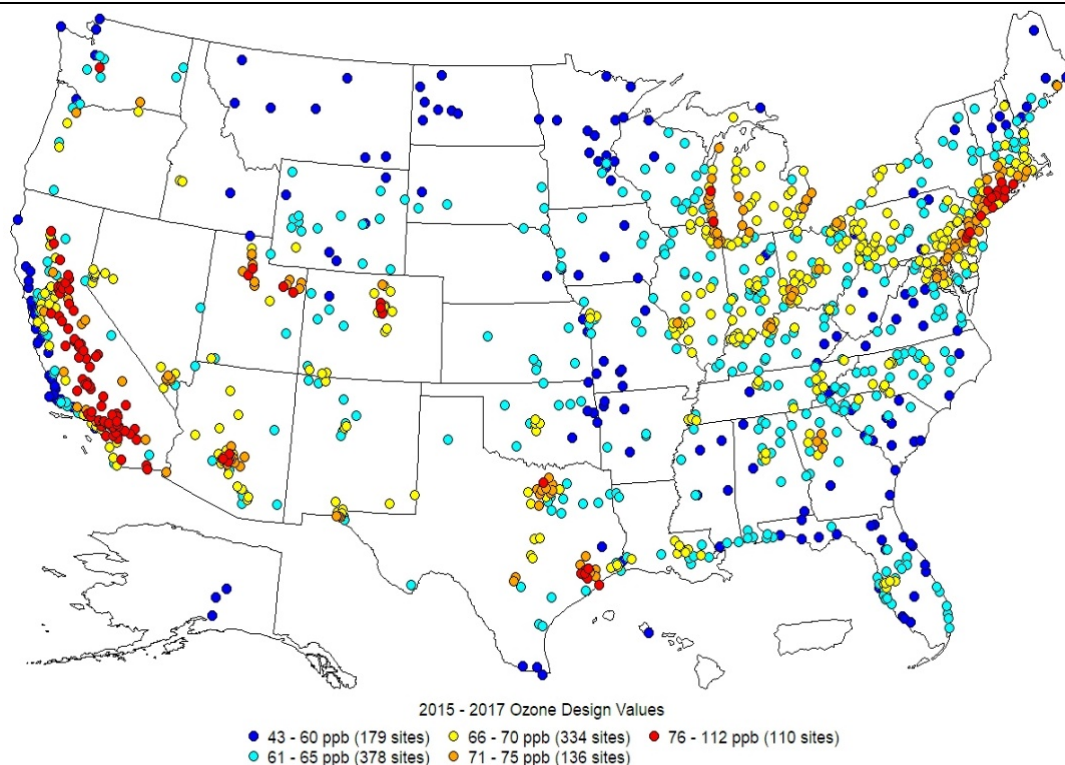 2015 - 2017 Ozone Design Values
43 - 60 ppb (179 sites) 66 - 70 ppb (334 sites) 76 - 112 ppb (110 sites)
61 - 65 ppb (378 sites) 71 - 75 ppb (136 sites)